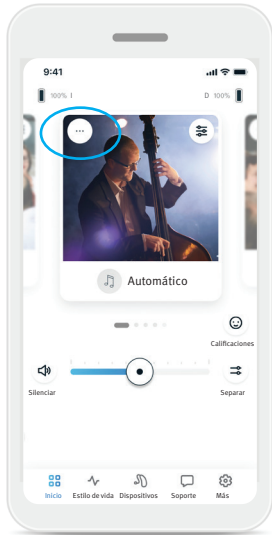 9:41
100% I
D 100%
...
Automático
Calificaciones
Silenciar
Separar
Inicio
Estilo de vida
Dispositivos
Soporte
Más